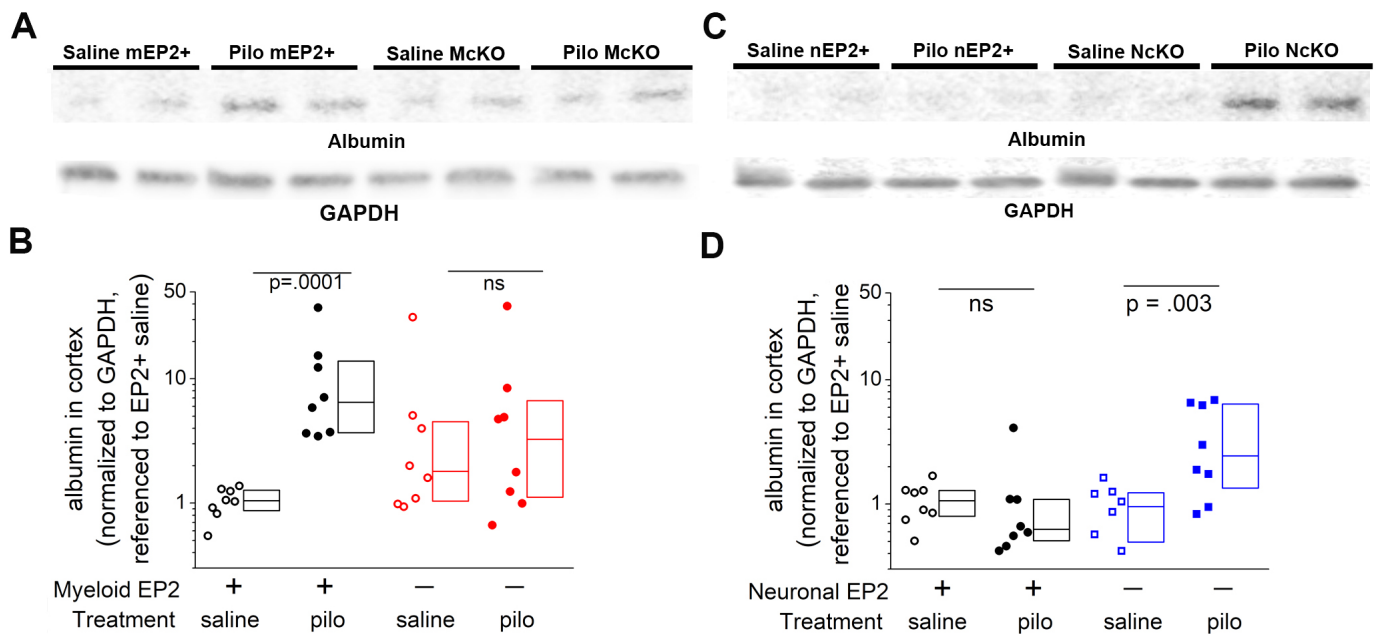 A
Saline mEP2+ Pilo mEP2+ Saline McKO Pilo McKO
Albumin
GAPDH
B
albumin in cortex
(normalized to GAPDH,
referenced to EP2+ saline)
50
10
1
p=.0001
ns
Myeloid EP2 + + − −
Treatment saline pilo saline pilo
C
Saline nEP2+ Pilo nEP2+ Saline NcKO Pilo NcKO
Albumin
GAPDH
D
albumin in cortex
(normalized to GAPDH,
referenced to EP2+ saline
50
10
1
ns
p = .003
Neuronal EP2 + + − −
Treatment saline pilo saline pilo